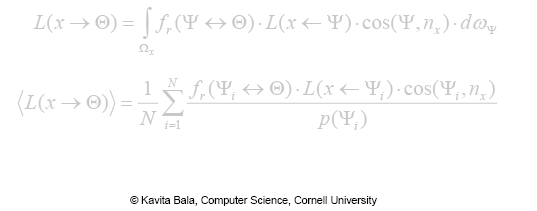 L(x → Θ) = ∫_{Ω_x} f_r(Ψ ↔ Θ) · L(x ← Ψ) · cos(Ψ, n_x) · dω_Ψ
⟨L(x → Θ)⟩ = 1/N ∑_{i=1}^{N} f_r(Ψ_i ↔ Θ) · L(x ← Ψ_i) · cos(Ψ_i, n_x) / p(Ψ_i)
© Kavita Bala, Computer Science, Cornell University